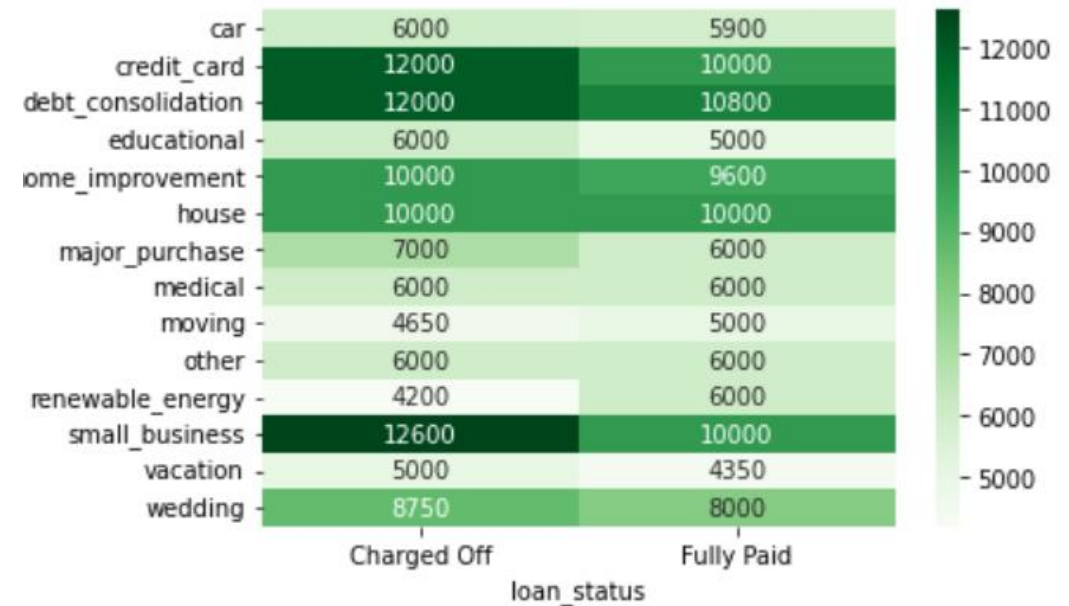 car 6000 5900
credit_card 12000 10000 12000
debt_consolidation 12000 10800 11000
educational 6000 5000
ome_improvement 10000 9600 10000
house 10000 10000
major_purchase 7000 6000 9000
medical 6000 6000 8000
moving 4650 5000
other 6000 6000 7000
renewable_energy 4200 6000 6000
small_business 12600 10000
vacation 5000 4350 5000
wedding 8750 8000
Charged Off Fully Paid
loan_status